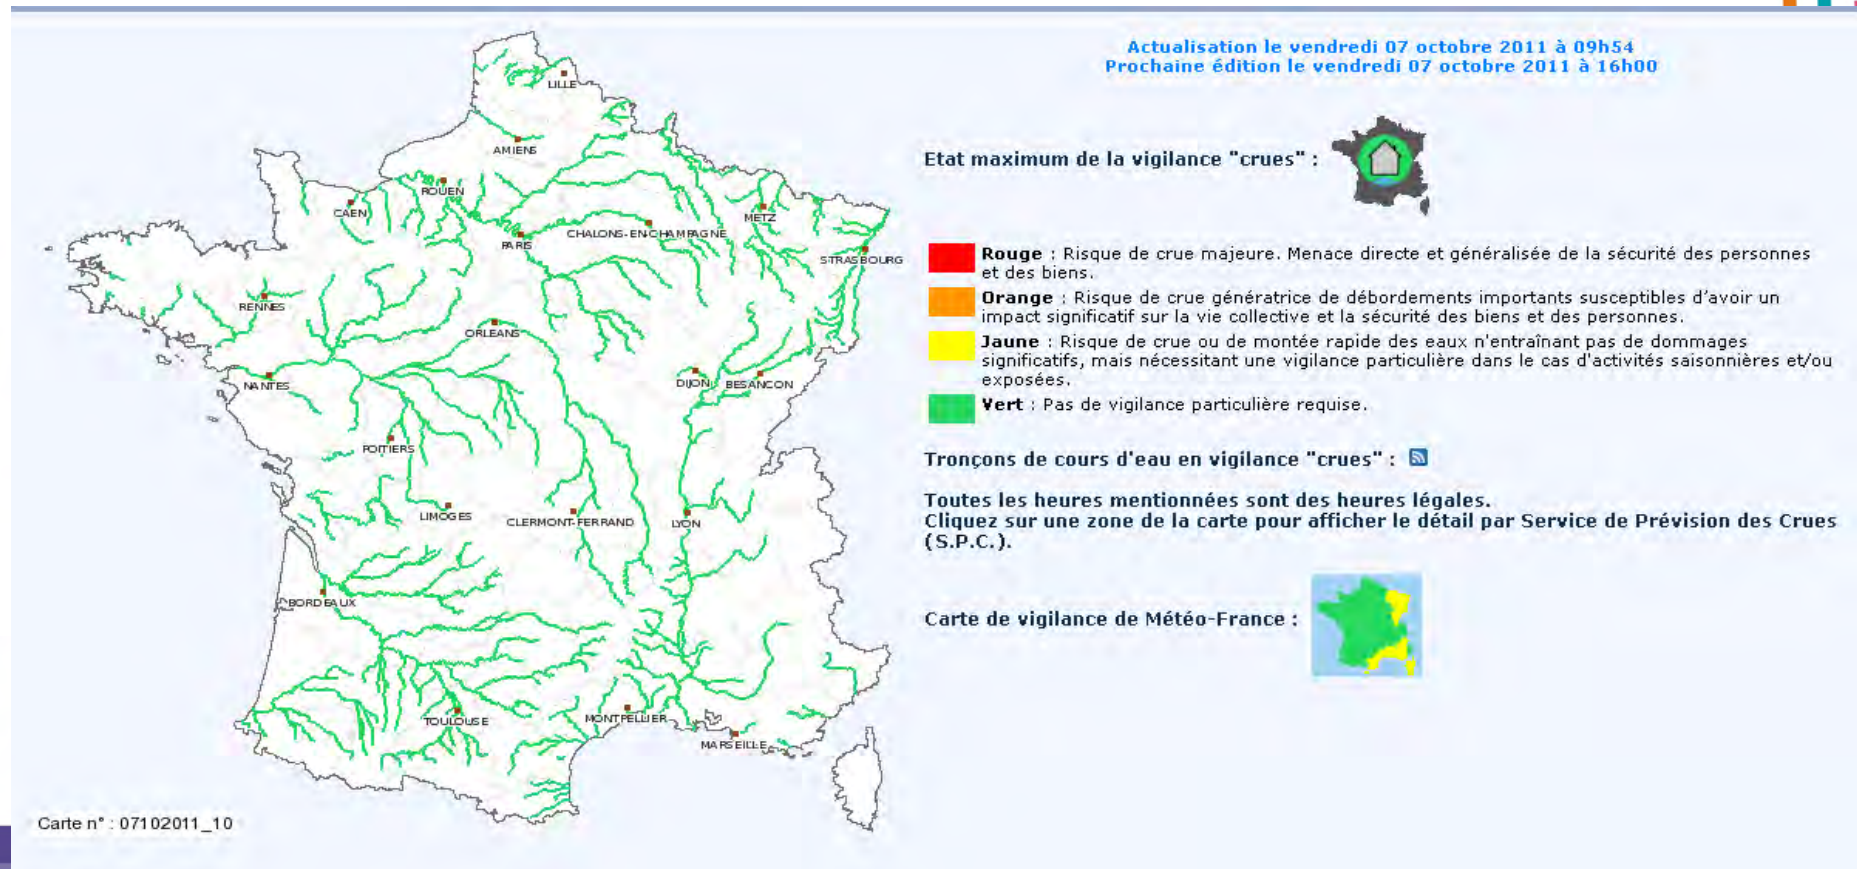 Actualisation le vendredi 07 octobre 2011 à 09h54
Prochaine édition le vendredi 07 octobre 2011 à 16h00
Etat maximum de la vigilance "crues" :
Rouge : Risque de crue majeure. Menace directe et généralisée de la sécurité des personnes
et des biens.
Orange : Risque de crue génératrice de débordements importants susceptibles d'avoir un
impact significatif sur la vie collective et la sécurité des biens et des personnes.
Jaune : Risque de crue ou de montée rapide des eaux n'entraînant pas de dommages
significatifs, mais nécessitant une vigilance particulière dans le cas d'activités saisonnières et/ou
exposées.
Vert : Pas de vigilance particulière requise.
Tronçons de cours d'eau en vigilance "crues" :
Toutes les heures mentionnées sont des heures légales.
Cliquez sur une zone de la carte pour afficher le détail par Service de Prévision des Crues
(S.P.C.).
Carte de vigilance de Météo-France :
LILLE
AMIENS
ROUEN
CAEN
METZ
CHALONS-EN-CHAMPAGNE
PARIS
STRASBOURG
RENNES
ORLEANS
NANTES
DIJON
BESANCON
POITIERS
LIMOGES
CLERMONT-FERRAND
LYON
BORDEAUX
TOULOUSE
MONTPELLIER
MARSEILLE
Carte n° : 07102011_10